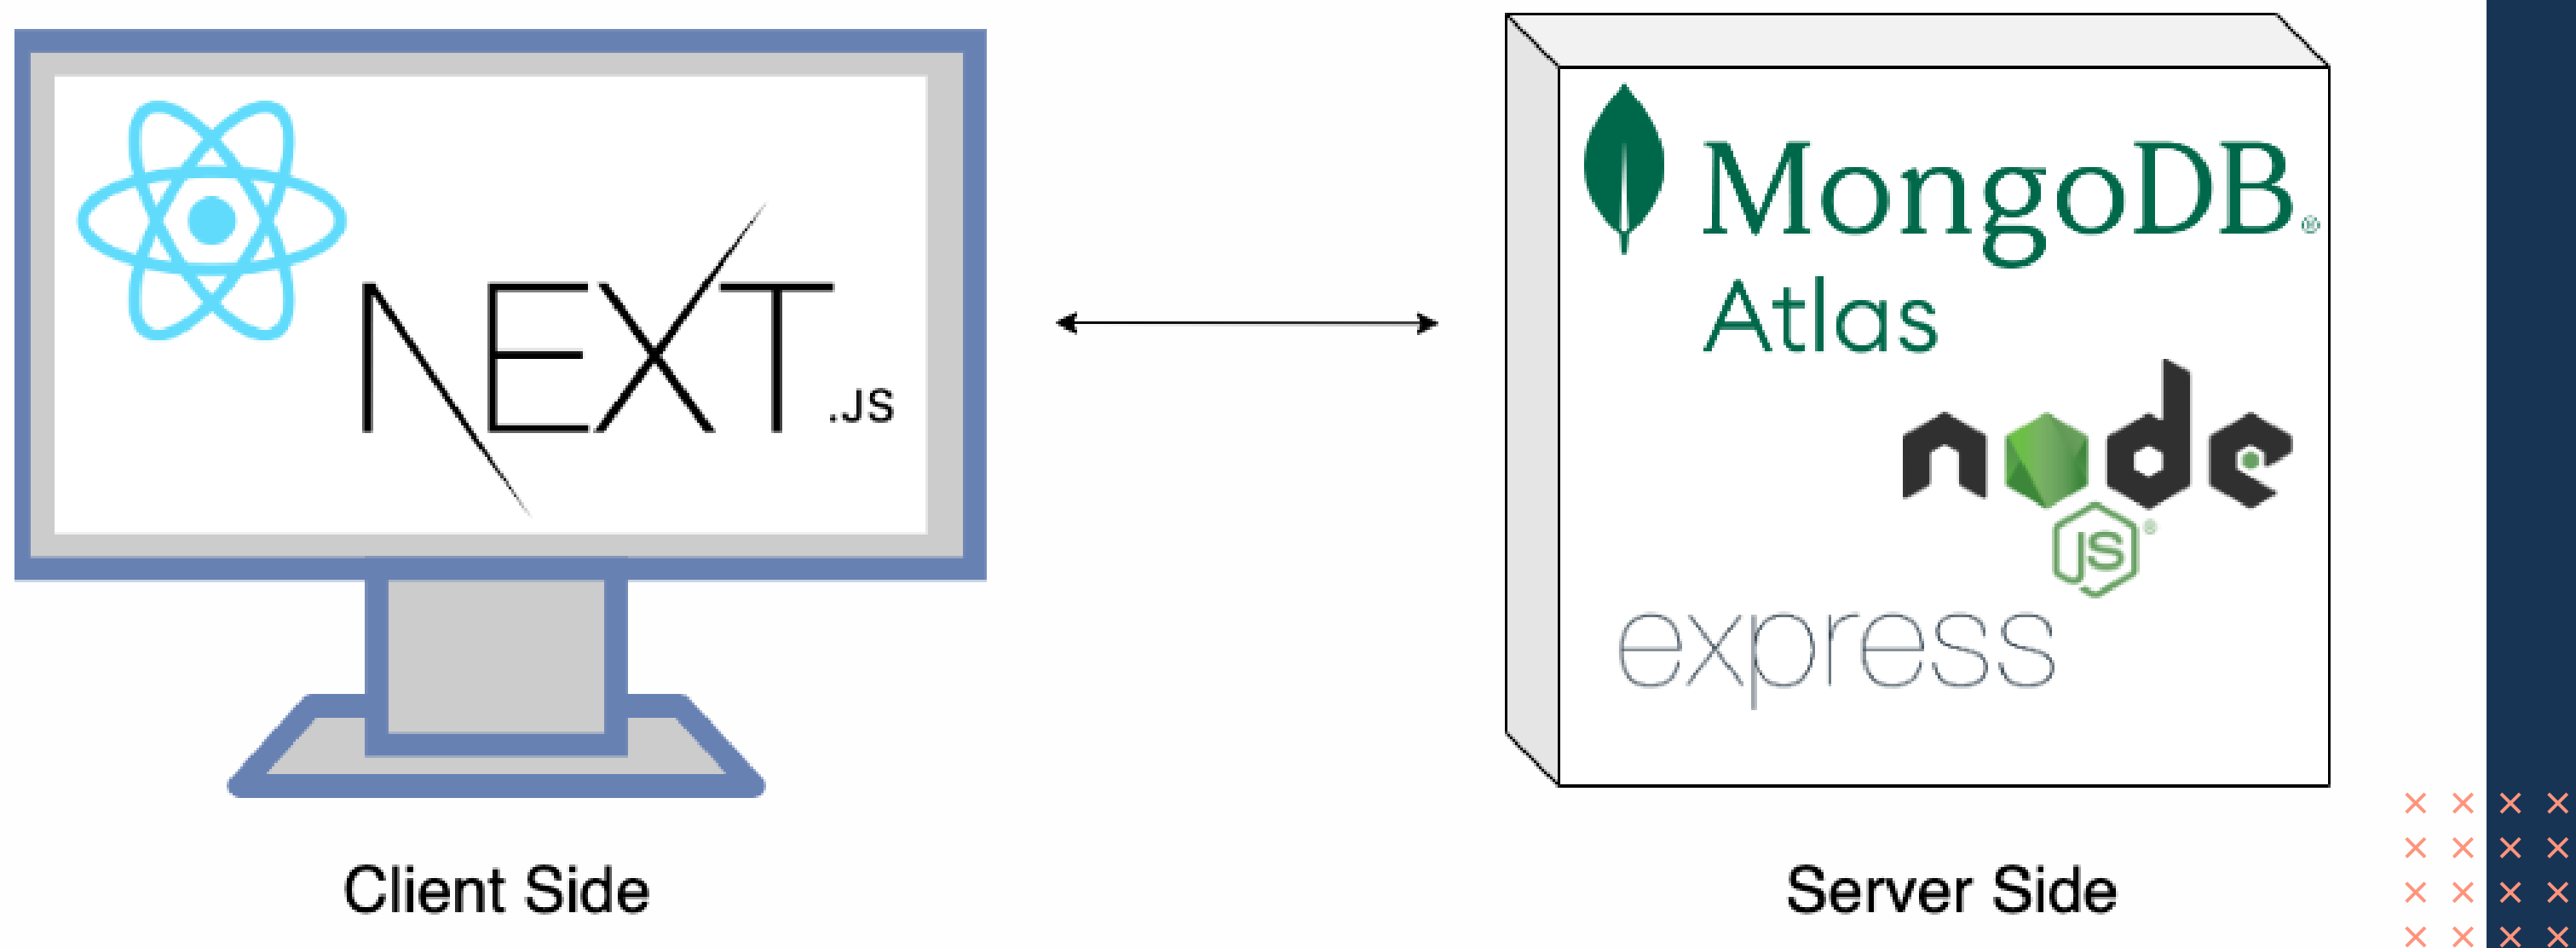 NEXT.JS
Client Side
MongoDB®
Atlas
node
JS®
express
Server Side